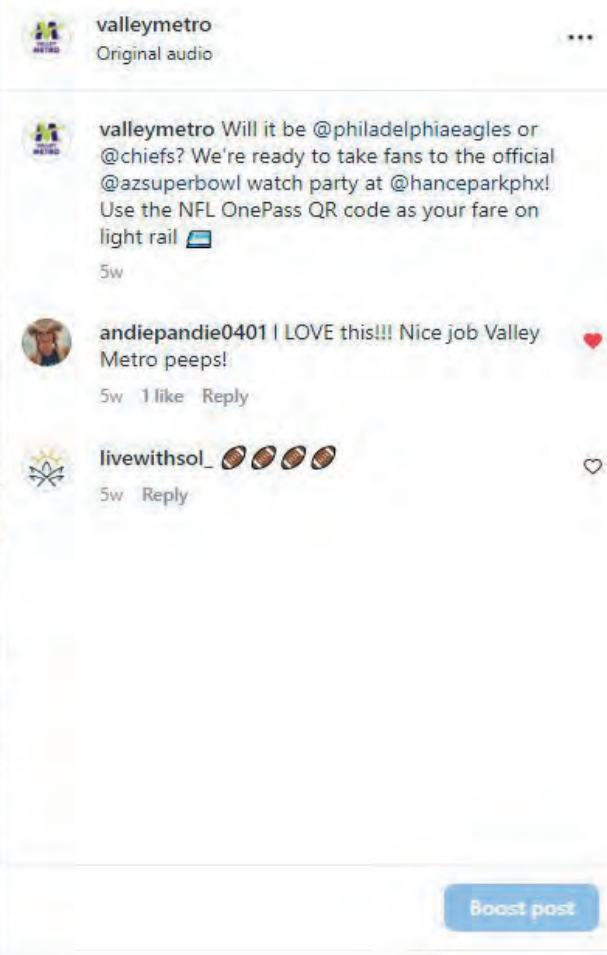 valleymetro
Original audio
valleymetro Will it be @philadelphiaeagles or
@chiefs? We're ready to take fans to the official
@azsuperbowl watch party at @hanceparkphx!
Use the NFL OnePass QR code as your fare on
light rail 🚈
5w
andiepandie0401 I LOVE this!!! Nice job Valley
Metro peeps!
5w 1 like Reply
livewithsol_ 🏈🏈🏈🏈
5w Reply
Boost post